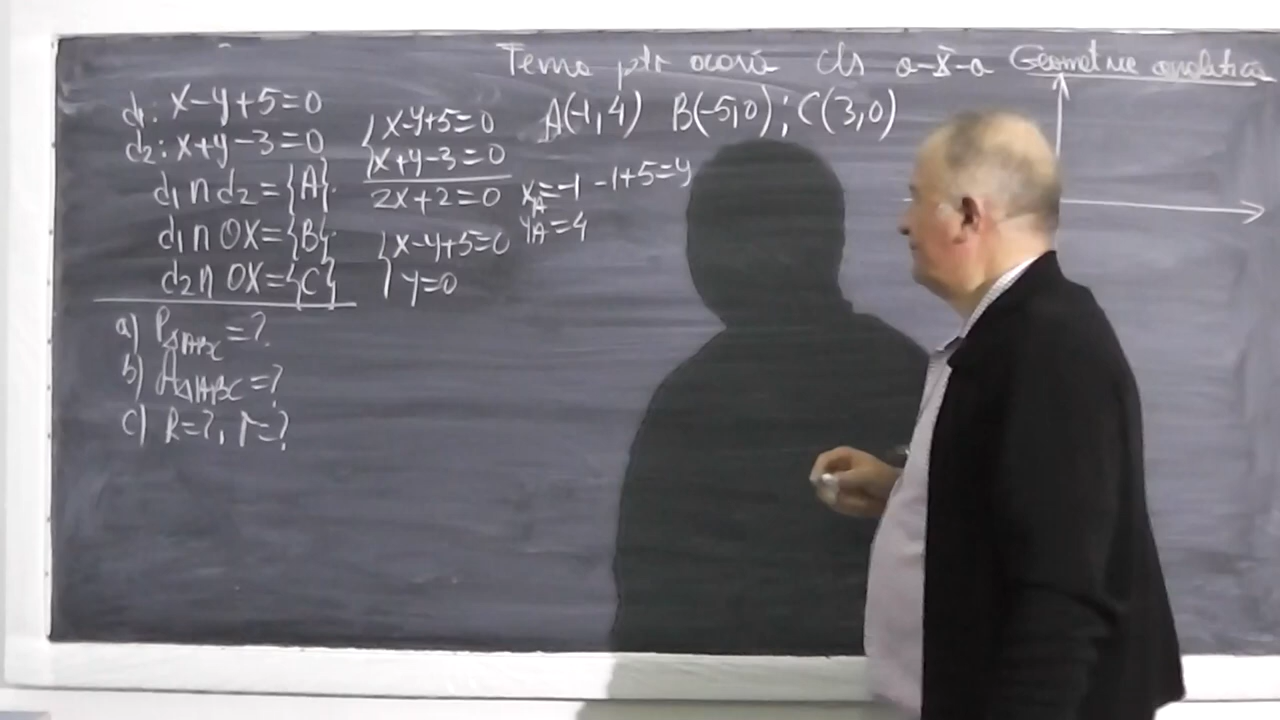 Tema ptr acasă cls a-X-a Geometrie analitică
d1: x-y+5=0
d2: x+y-3=0
d1 ∩ d2 = {A}
d1 ∩ OX = {B}
d2 ∩ OX = {C}
a) P△ABC = ?
b) A△ABC = ?
c) R=?, r=?
{x-y+5=0
{x+y-3=0
2x+2=0
{x-y+5=0
{y=0
A(-1,4) B(-5,0); C(3,0)
xA=-1 -1+5=y
yA=4